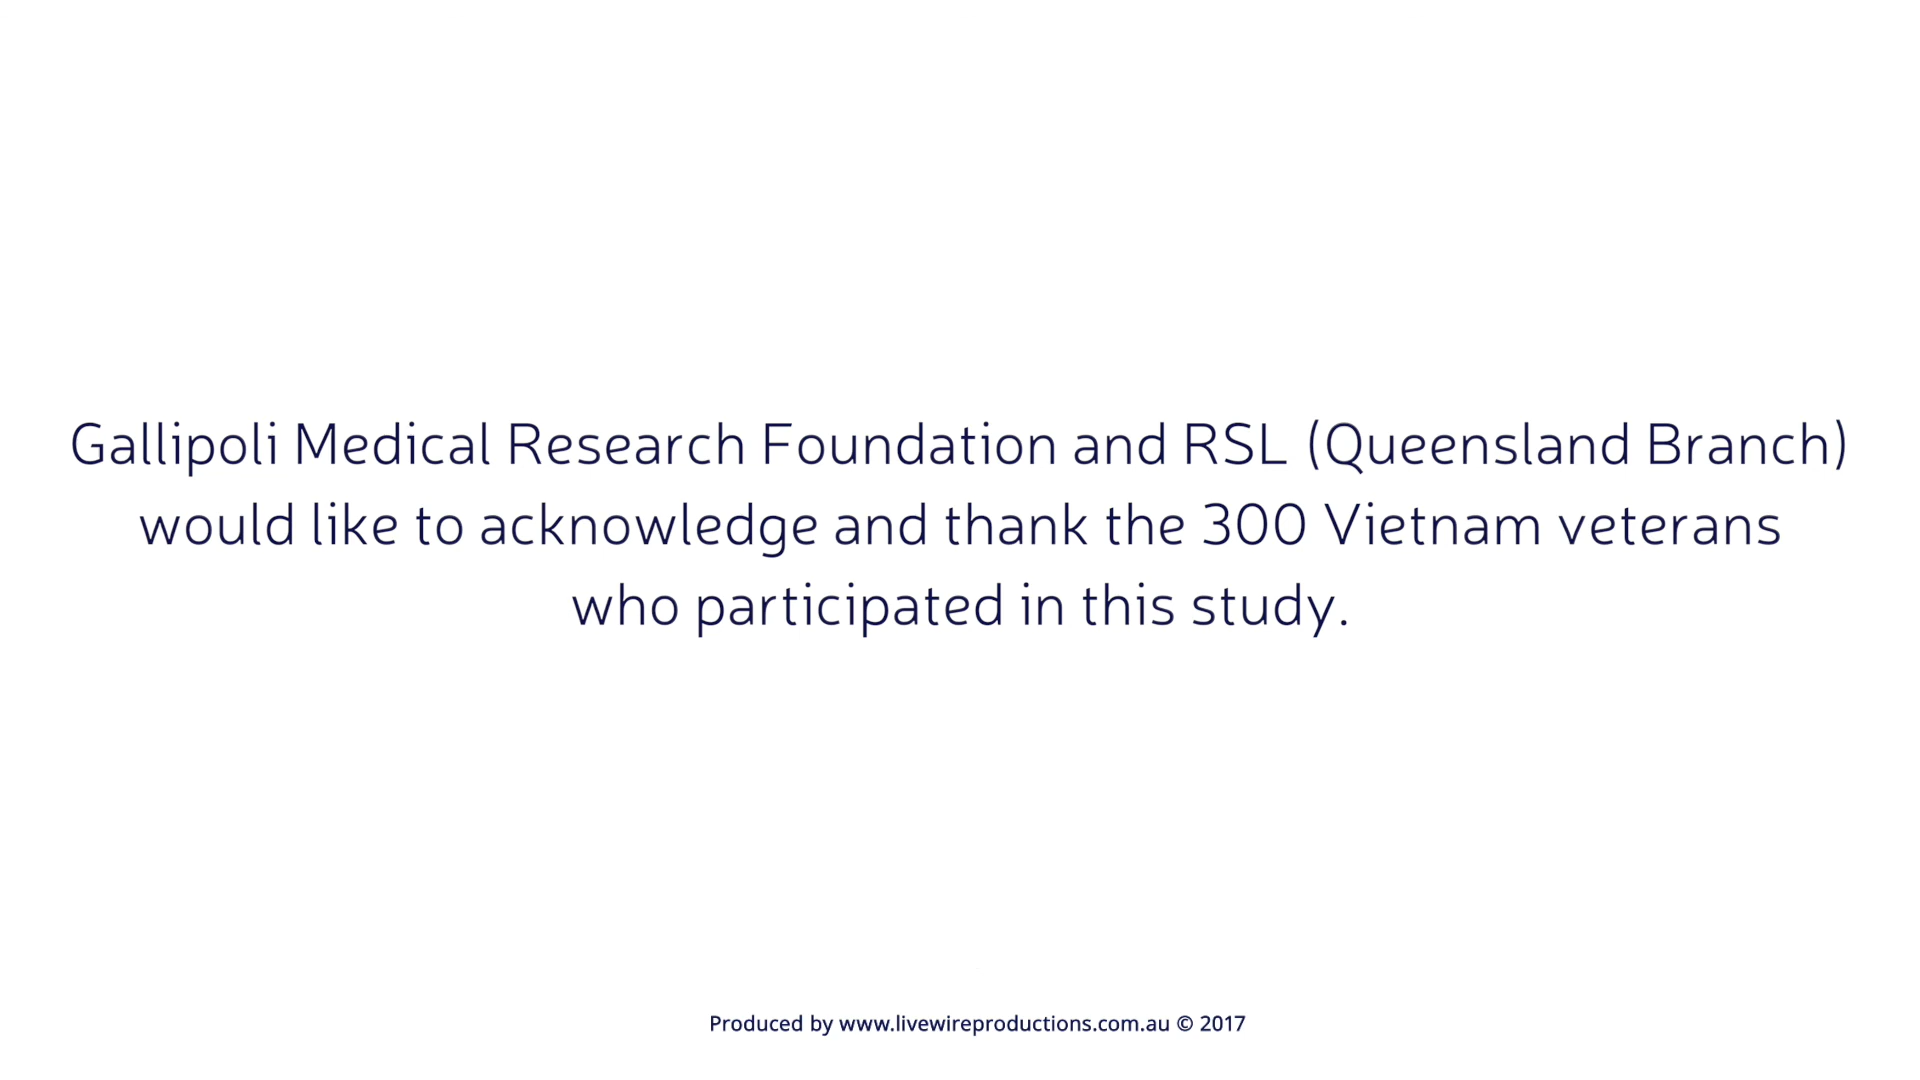 Gallipoli Medical Research Foundation and RSL (Queensland Branch)
would like to acknowledge and thank the 300 Vietnam veterans
who participated in this study.
Produced by www.livewireproductions.com.au © 2017